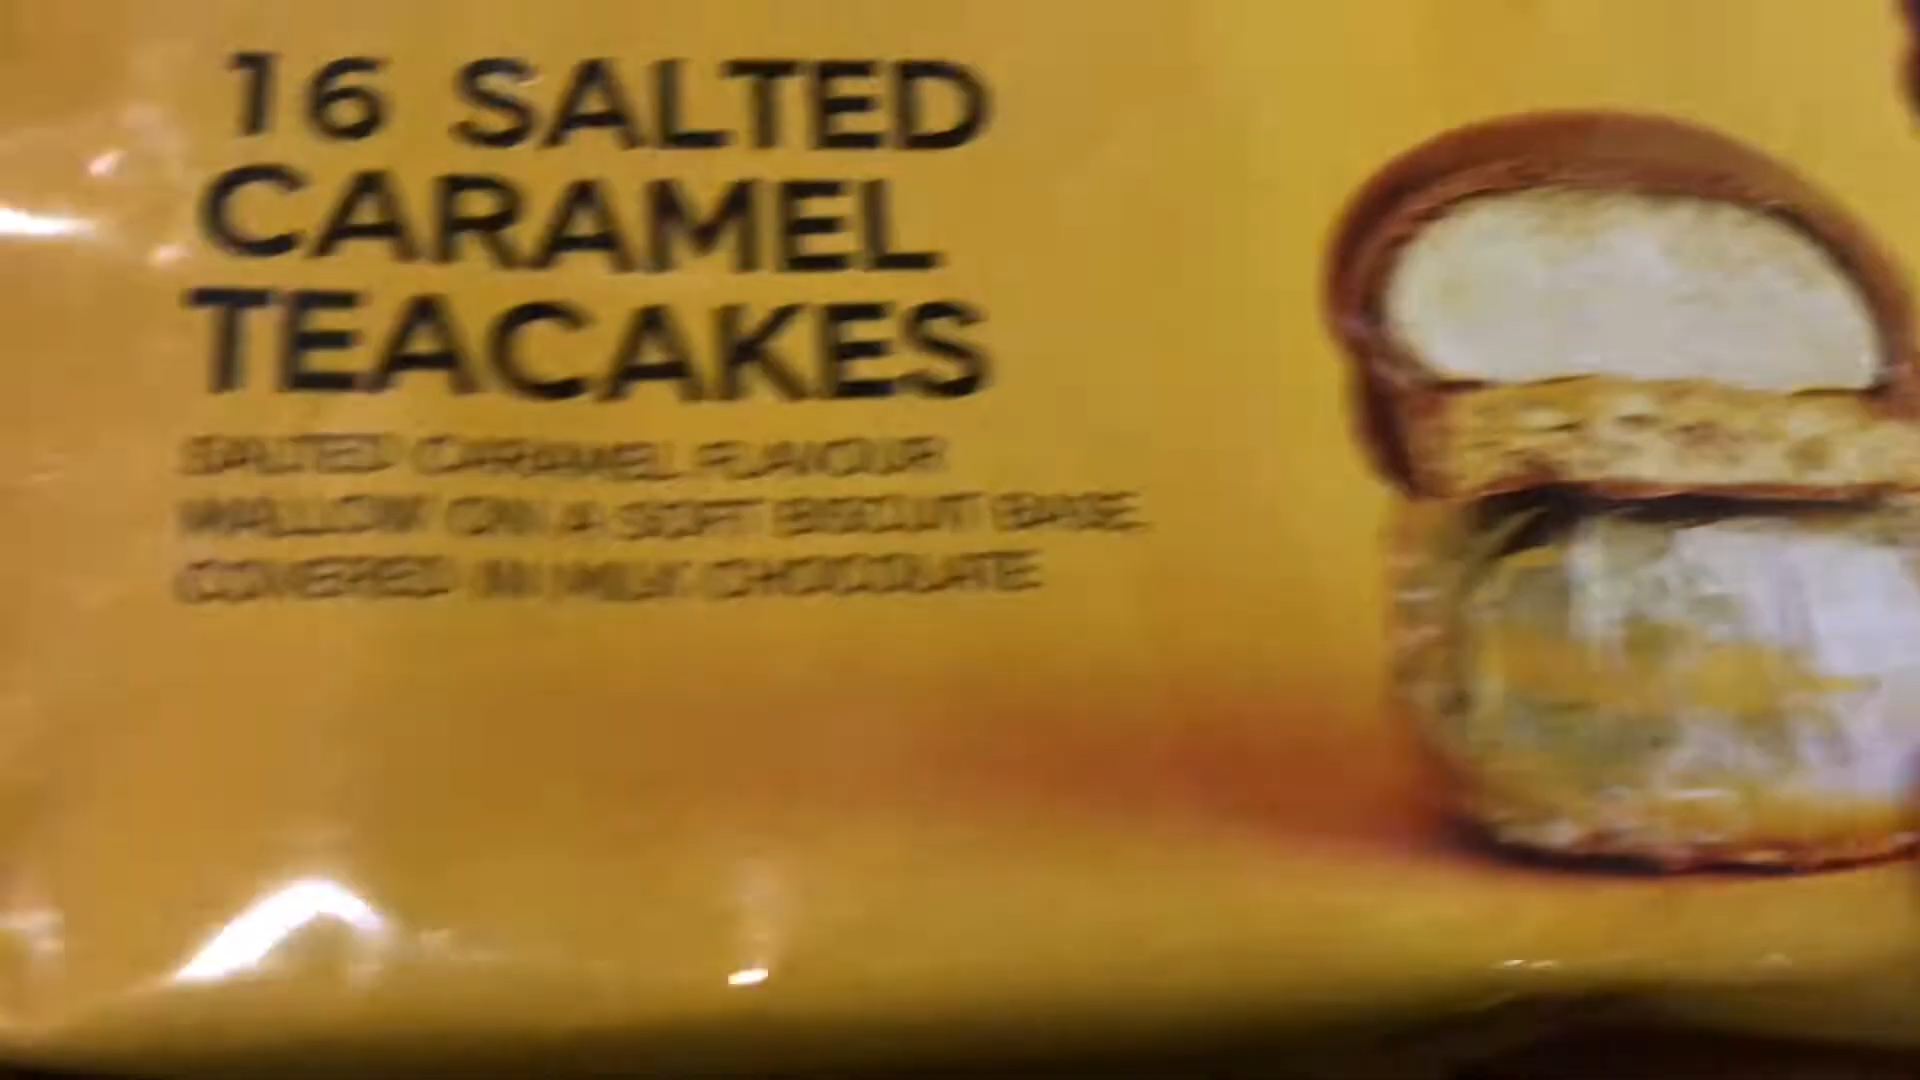 16 SALTED
CARAMEL
TEACAKES
SALTED CARAMEL FLAVOUR
MALLOW ON A SOFT BISCUIT BASE
COVERED IN MILK CHOCOLATE